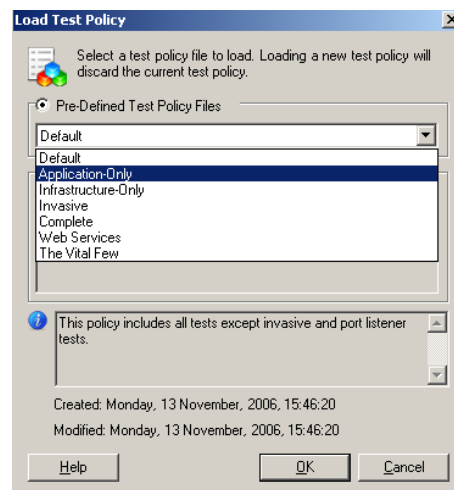 Load Test Policy
Select a test policy file to load. Loading a new test policy will
discard the current test policy.
Pre-Defined Test Policy Files
Default
Default
Application-Only
Infrastructure-Only
Invasive
Complete
Web Services
The Vital Few
This policy includes all tests except invasive and port listener
tests.
Created: Monday, 13 November, 2006, 15:46:20
Modified: Monday, 13 November, 2006, 15:46:20
Help
OK
Cancel